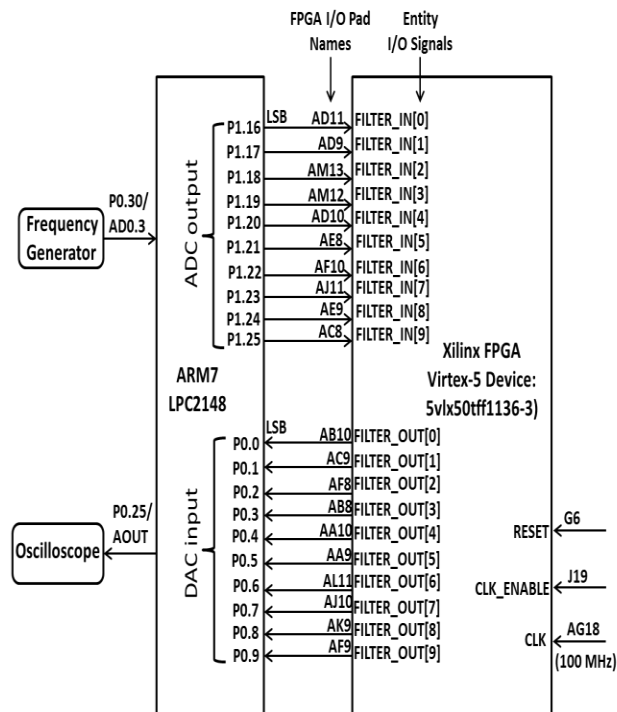 FPGA I/O Pad
Names
Entity
I/O Signals
P1.16 LSB AD11 FILTER_IN[0]
P1.17 AD9 FILTER_IN[1]
P1.18 AM13 FILTER_IN[2]
P1.19 AM12 FILTER_IN[3]
P1.20 AD10 FILTER_IN[4]
P1.21 AE8 FILTER_IN[5]
P1.22 AF10 FILTER_IN[6]
P1.23 AJ11 FILTER_IN[7]
P1.24 AE9 FILTER_IN[8]
P1.25 AC8 FILTER_IN[9]
ADC output
P0.30/
AD0.3
Frequency
Generator
ARM7
LPC2148
Xilinx FPGA
Virtex-5 Device:
5vlx50tff1136-3)
P0.0 LSB AB10 FILTER_OUT[0]
P0.1 AC9 FILTER_OUT[1]
P0.2 AF8 FILTER_OUT[2]
P0.3 AB8 FILTER_OUT[3]
P0.4 AA10 FILTER_OUT[4]
P0.5 AA9 FILTER_OUT[5]
P0.6 AL11 FILTER_OUT[6]
P0.7 AJ10 FILTER_OUT[7]
P0.8 AK9 FILTER_OUT[8]
P0.9 AF9 FILTER_OUT[9]
DAC input
P0.25/
AOUT
Oscilloscope
RESET G6
CLK_ENABLE J19
CLK AG18
(100 MHz)